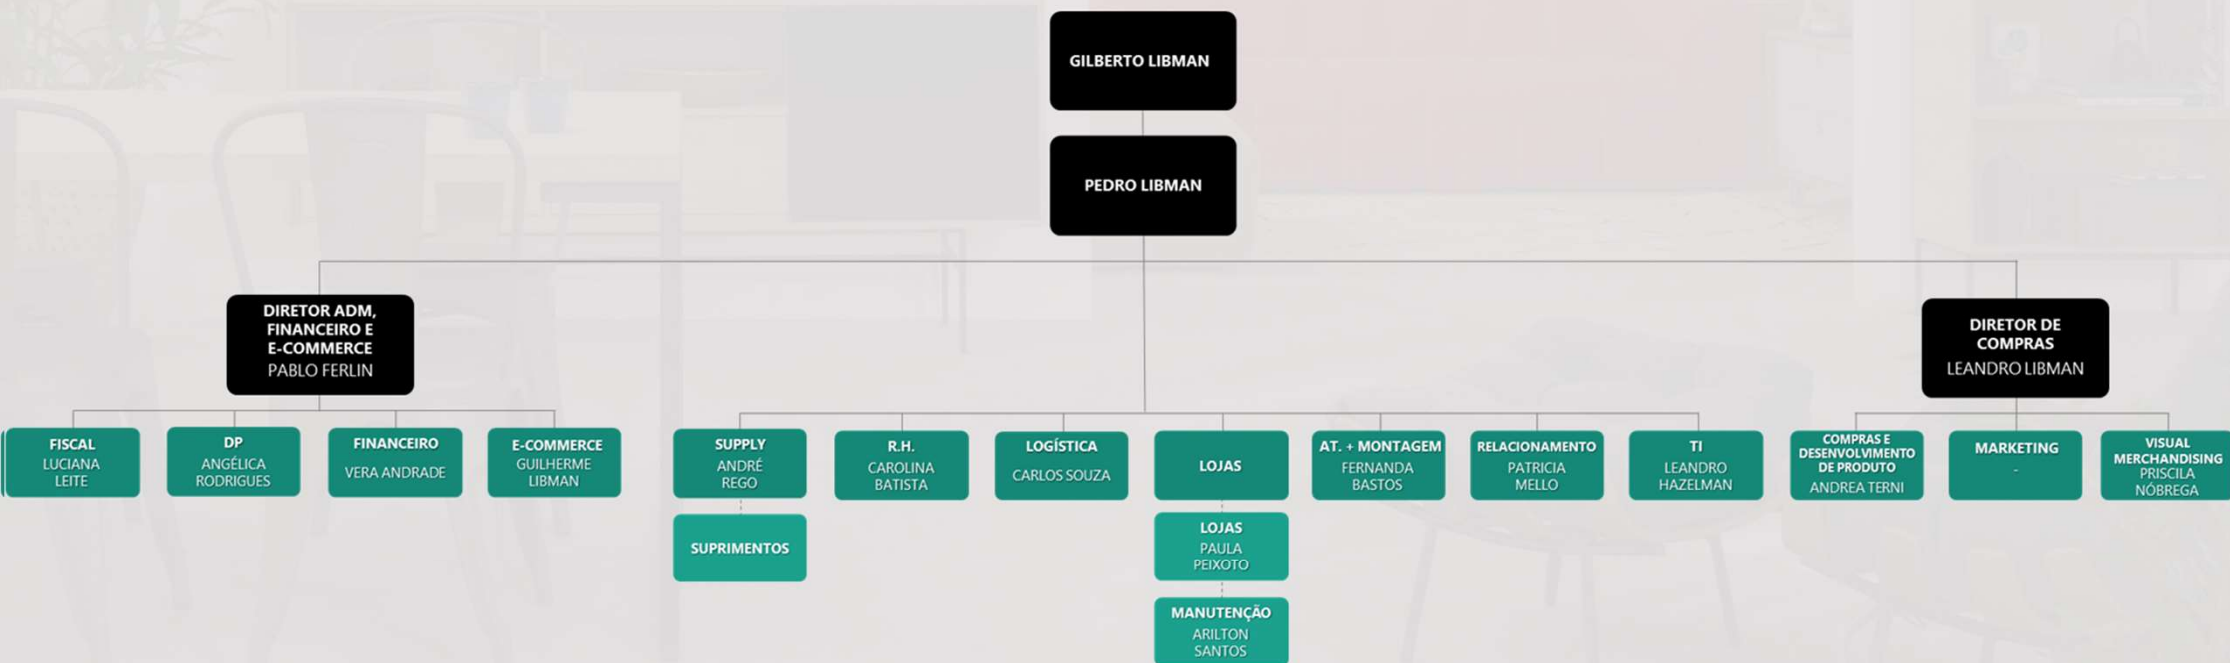 GILBERTO LIBMAN
PEDRO LIBMAN
DIRETOR ADM,
FINANCEIRO E
E-COMMERCE
PABLO FERLIN
DIRETOR DE
COMPRAS
LEANDRO LIBMAN
FISCAL
LUCIANA
LEITE
DP
ANGÉLICA
RODRIGUES
FINANCEIRO
VERA ANDRADE
E-COMMERCE
GUILHERME
LIBMAN
SUPPLY
ANDRÉ
REGO
R.H.
CAROLINA
BATISTA
LOGÍSTICA
CARLOS SOUZA
LOJAS
AT. + MONTAGEM
FERNANDA
BASTOS
RELACIONAMENTO
PATRICIA
MELLO
TI
LEANDRO
HAZELMAN
COMPRAS E
DESENVOLVIMENTO
DE PRODUTO
ANDREA TERNI
MARKETING
-
VISUAL
MERCHANDISING
PRISCILA
NÓBREGA
SUPRIMENTOS
LOJAS
PAULA
PEIXOTO
MANUTENÇÃO
ARILTON
SANTOS